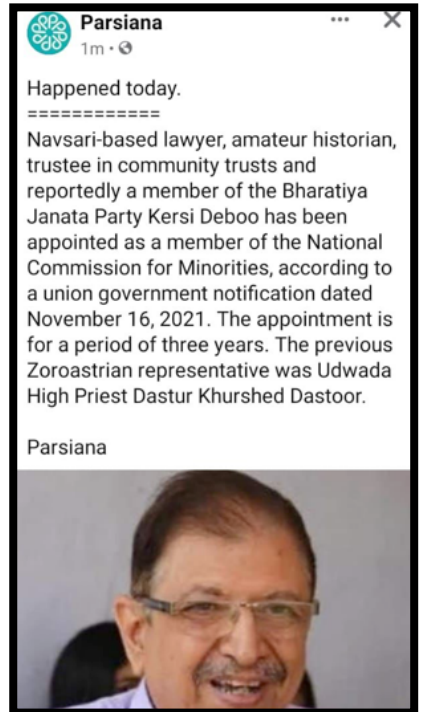 Parsiana
1m
Happened today.
============
Navsari-based lawyer, amateur historian,
trustee in community trusts and
reportedly a member of the Bharatiya
Janata Party Kersi Deboo has been
appointed as a member of the National
Commission for Minorities, according to
a union government notification dated
November 16, 2021. The appointment is
for a period of three years. The previous
Zoroastrian representative was Udwada
High Priest Dastur Khurshed Dastoor.
Parsiana